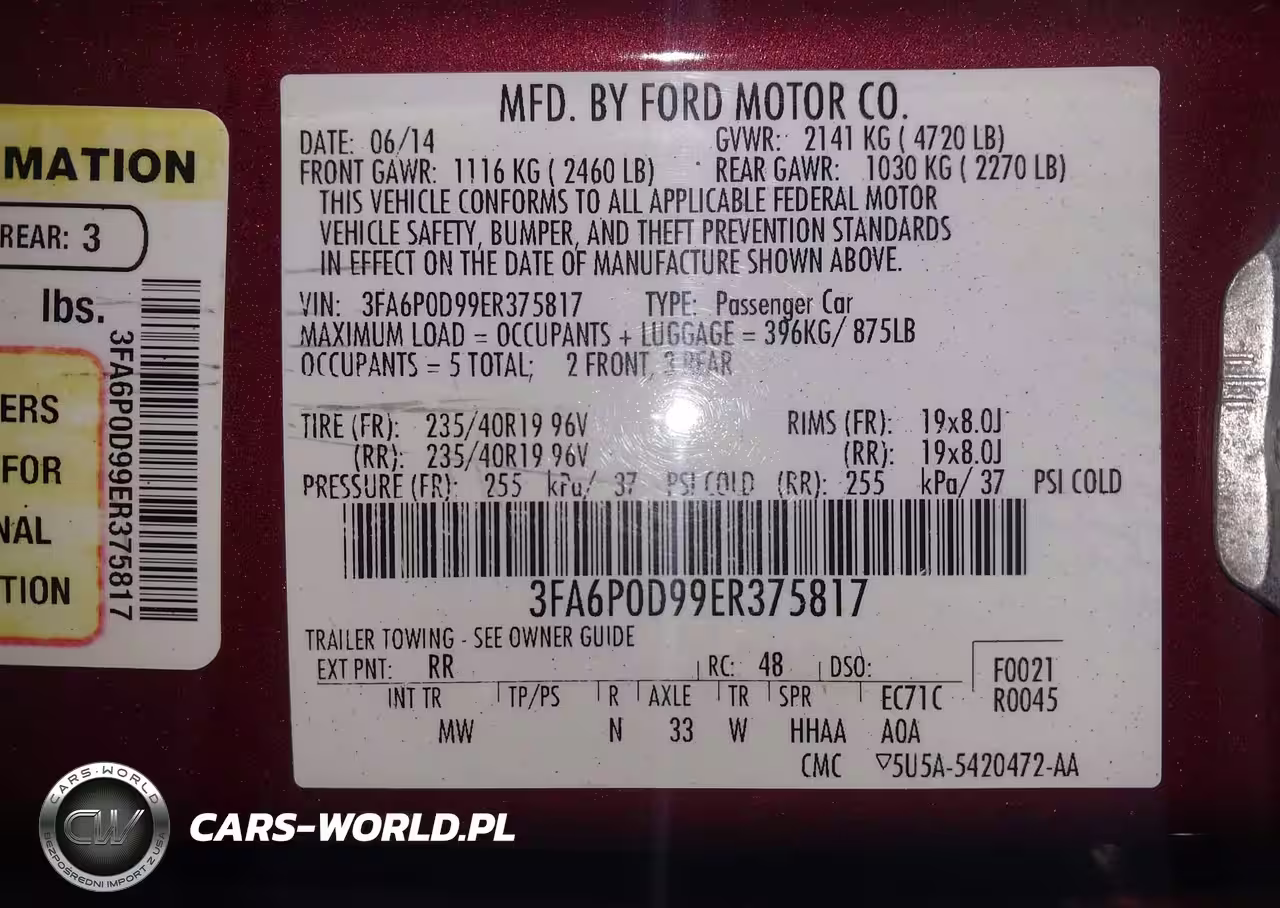 MATION
REAR: 3
lbs.
ERS
FOR
NAL
TION
3FA6P0D99ER375817
MFD. BY FORD MOTOR CO.
DATE: 06/14 GVWR: 2141 KG ( 4720 LB)
FRONT GAWR: 1116 KG ( 2460 LB) REAR GAWR: 1030 KG ( 2270 LB)
THIS VEHICLE CONFORMS TO ALL APPLICABLE FEDERAL MOTOR
VEHICLE SAFETY, BUMPER, AND THEFT PREVENTION STANDARDS
IN EFFECT ON THE DATE OF MANUFACTURE SHOWN ABOVE.
VIN: 3FA6P0D99ER375817 TYPE: Passenger Car
MAXIMUM LOAD = OCCUPANTS + LUGGAGE = 396KG/ 875LB
OCCUPANTS = 5 TOTAL; 2 FRONT, 3 REAR
TIRE (FR): 235/40R19 96V RIMS (FR): 19x8.0J
(RR): 235/40R19 96V (RR): 19x8.0J
PRESSURE (FR): 255 kPa/ 37 PSI COLD (RR): 255 kPa/ 37 PSI COLD
3FA6P0D99ER375817
TRAILER TOWING - SEE OWNER GUIDE
EXT PNT: RR RC: 48 DSO: F0021
INT TR TP/PS R AXLE TR SPR EC71C R0045
MW N 33 W HHAA A0A
CMC ▽5U5A-5420472-AA
CARS-WORLD
CW
BEZPOŚREDNI IMPORT Z USA
CARS-WORLD.PL